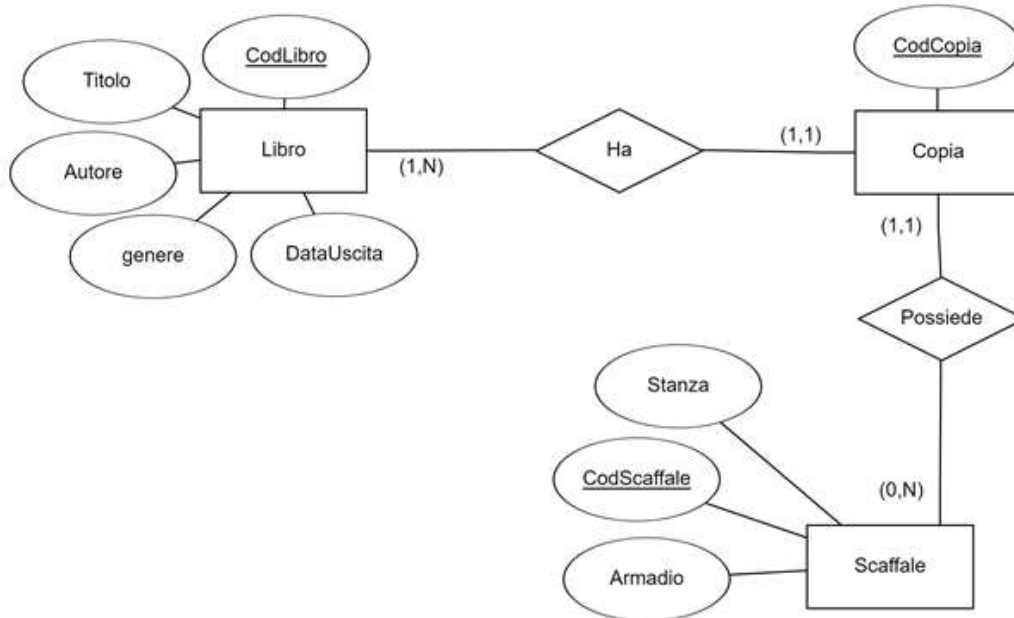 CodLibro
CodCopia
Titolo
Libro
Ha
Copia
(1,N)
(1,1)
Autore
genere
DataUscita
(1,1)
Possiede
Stanza
CodScaffale
(0,N)
Armadio
Scaffale